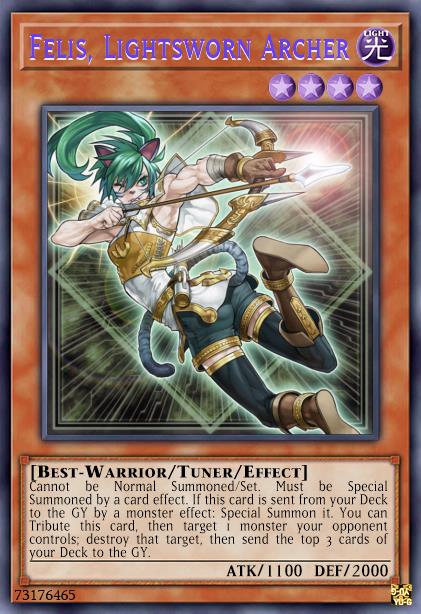 Felis, Lightsworn Archer
LIGHT
光
[Best-Warrior/Tuner/Effect]
Cannot be Normal Summoned/Set. Must be Special
Summoned by a card effect. If this card is sent from your Deck
to the GY by a monster effect: Special Summon it. You can
Tribute this card, then target 1 monster your opponent
controls; destroy that target, then send the top 3 cards of
your Deck to the GY.
ATK/1100 DEF/2000
73176465